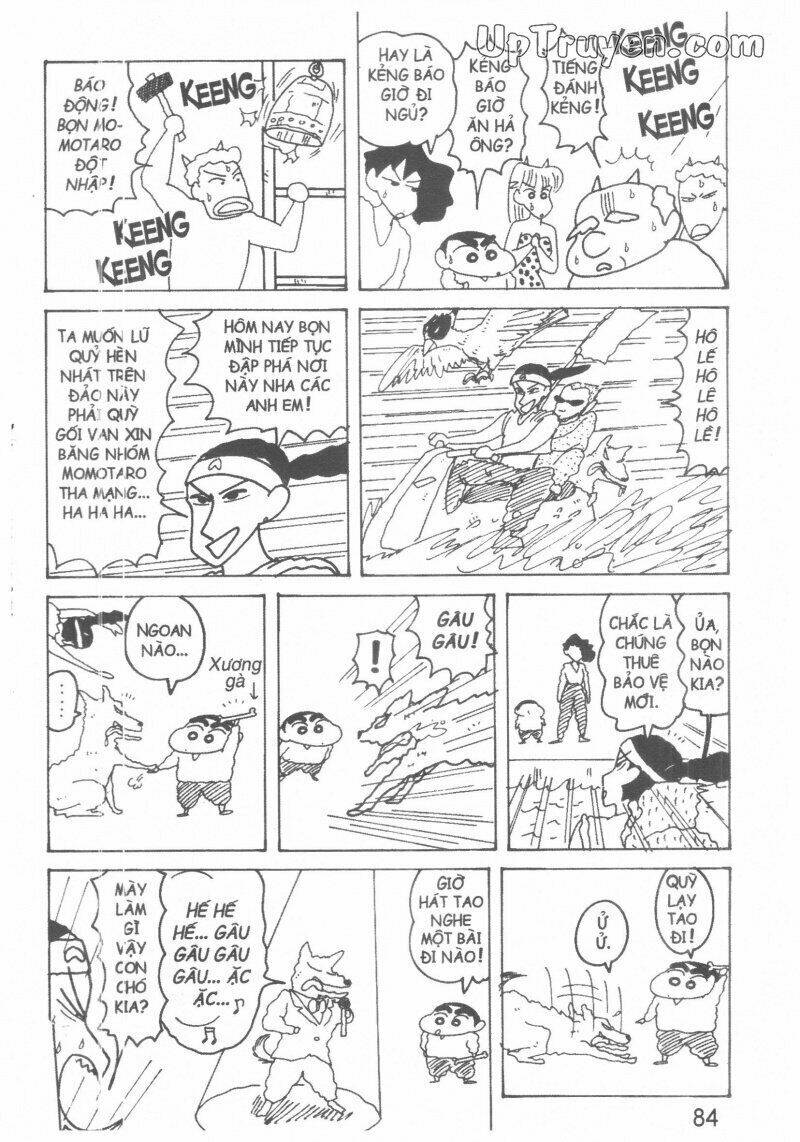 UpTruyen.com
KEENG
KEENG
KEENG
TIẾNG
ĐÁNH
KẺNG!
KẺNG
BÁO
GIỜ
ĂN HẢ
ÔNG?
HAY LÀ
KẺNG BÁO
GIỜ ĐI
NGỦ?
BÁO
ĐỘNG!
BỌN MO-
MOTARO
ĐỘT
NHẬP!
KEENG
KEENG
KEENG
HÔ
LẾ
HÔ
LÊ
HÔ
LỀ!
HÔM NAY BỌN
MÌNH TIẾP TỤC
ĐẬP PHÁ NƠI
NÀY NHA CÁC
ANH EM!
TA MUỐN LŨ
QUỶ HÈN
NHÁT TRÊN
ĐẢO NÀY
PHẢI QUỲ
GỐI VAN XIN
BĂNG NHÓM
MOMOTARO
THA MẠNG...
HA HA HA...
ỦA,
BỌN
NÀO
KIA?
CHẮC LÀ
CHÚNG
THUÊ
BẢO VỆ
MỚI.
GÂU
GÂU!
!
Xương
gà
NGOAN
NÀO...
...
QUỲ
LẠY
TAO
ĐI!
Ử
Ử.
GIỜ
HÁT TAO
NGHE
MỘT BÀI
ĐI NÀO!
HẾ HẾ
HẾ... GÂU
GÂU GÂU
GÂU... ẶC
ẶC...
MÀY
LÀM
GÌ
VẬY
CON
CHÓ
KIA?
84